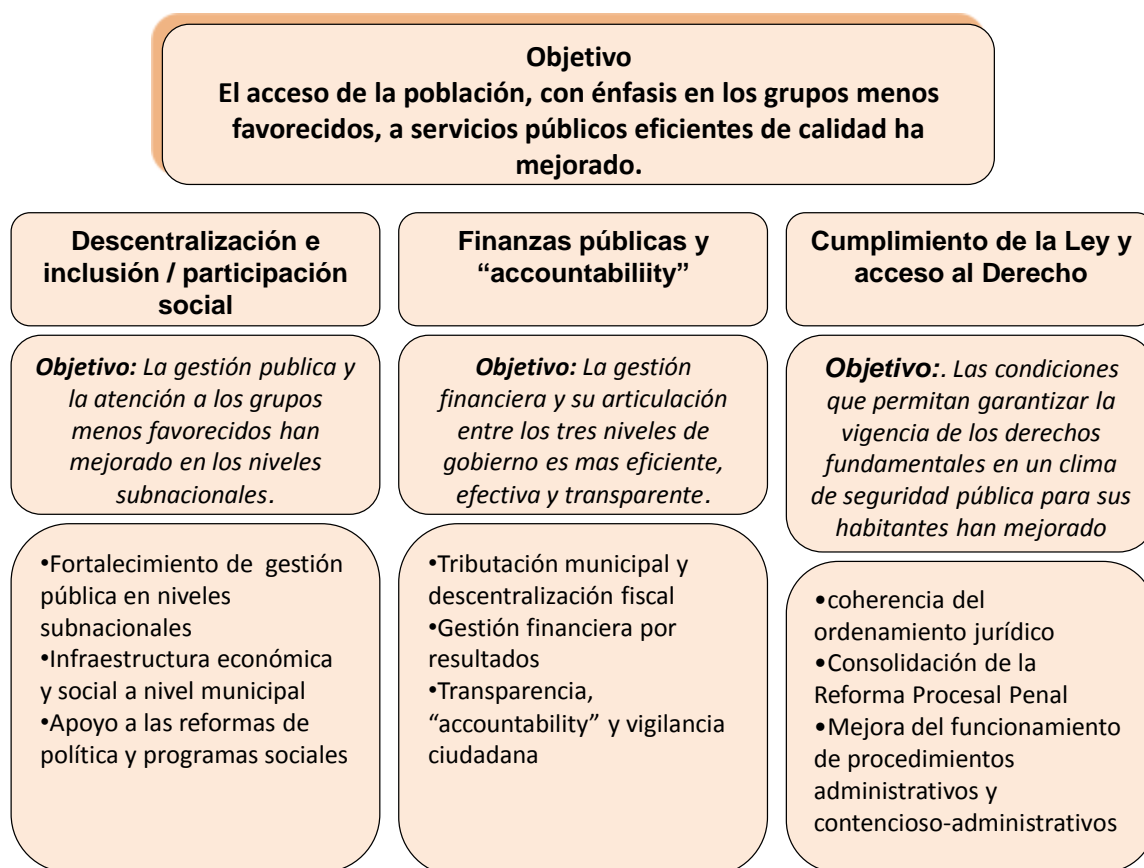 Objetivo
El acceso de la población, con énfasis en los grupos menos
favorecidos, a servicios públicos eficientes de calidad ha
mejorado.
Descentralización e
inclusión / participación
social
Objetivo: La gestión publica y
la atención a los grupos
menos favorecidos han
mejorado en los niveles
subnacionales.
•Fortalecimiento de gestión
pública en niveles
subnacionales
•Infraestructura económica
y social a nivel municipal
•Apoyo a las reformas de
política y programas sociales
Finanzas públicas y
“accountabiliity”
Objetivo: La gestión
financiera y su articulación
entre los tres niveles de
gobierno es mas eficiente,
efectiva y transparente.
•Tributación municipal y
descentralización fiscal
•Gestión financiera por
resultados
•Transparencia,
“accountability” y vigilancia
ciudadana
Cumplimiento de la Ley y
acceso al Derecho
Objetivo:. Las condiciones
que permitan garantizar la
vigencia de los derechos
fundamentales en un clima
de seguridad pública para sus
habitantes han mejorado
•coherencia del
ordenamiento jurídico
•Consolidación de la
Reforma Procesal Penal
•Mejora del funcionamiento
de procedimientos
administrativos y
contencioso-administrativos